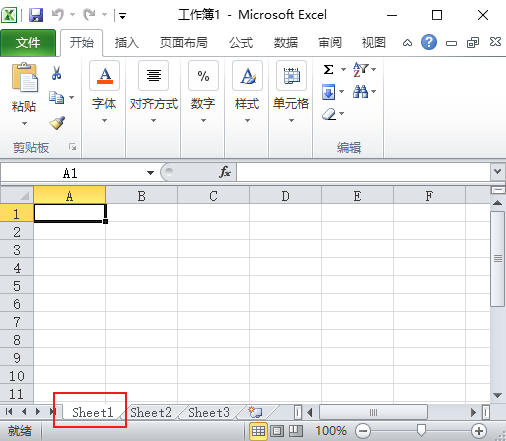 工作簿1 - Microsoft Excel
文件 开始 插入 页面布局 公式 数据 审阅 视图
粘贴 字体 对齐方式 数字 样式 单元格
剪贴板 编辑
A1 fx
A B C D E F
1
2
3
4
5
6
7
8
9
10
11
Sheet1 Sheet2 Sheet3
就绪 100%